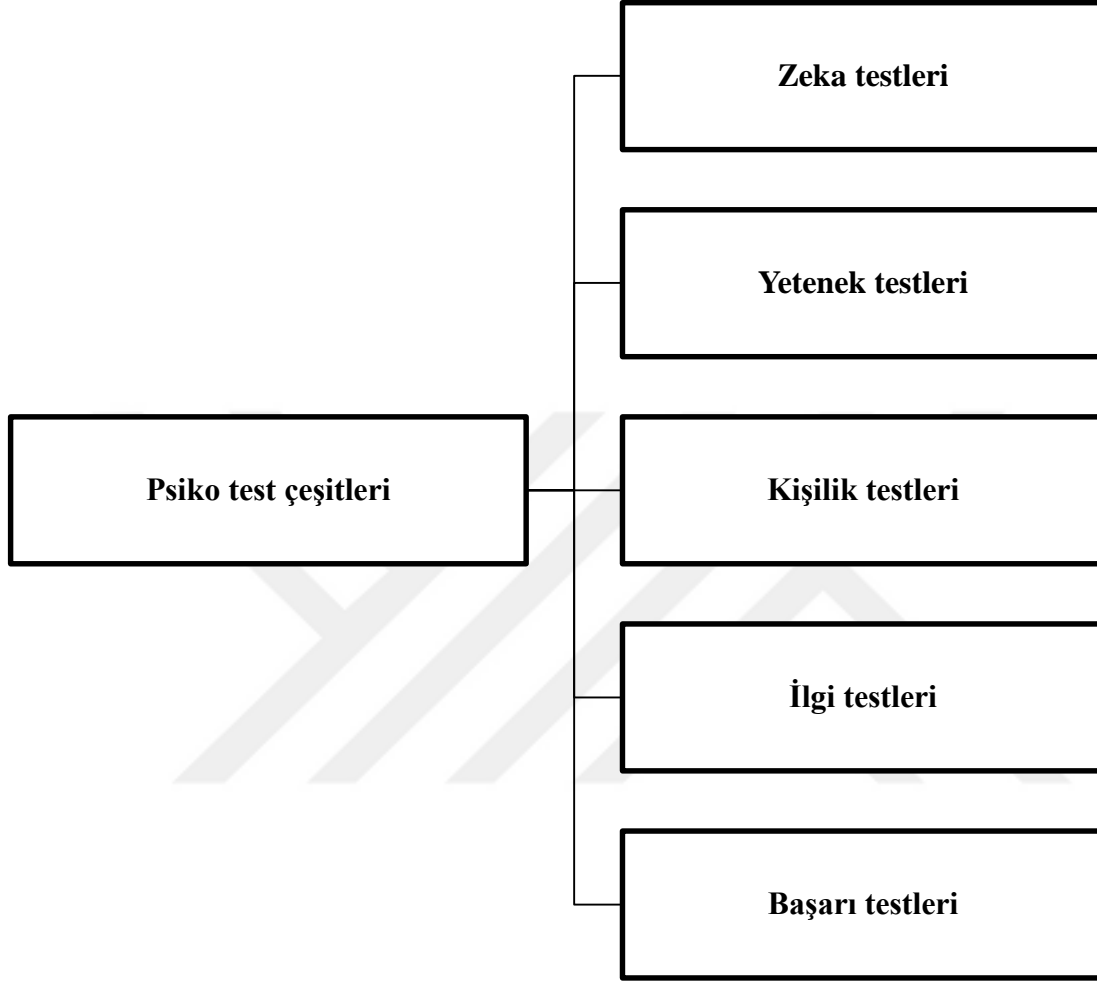 Zeka testleri
Yetenek testleri
Psiko test çeşitleri
Kişilik testleri
İlgi testleri
Başarı testleri